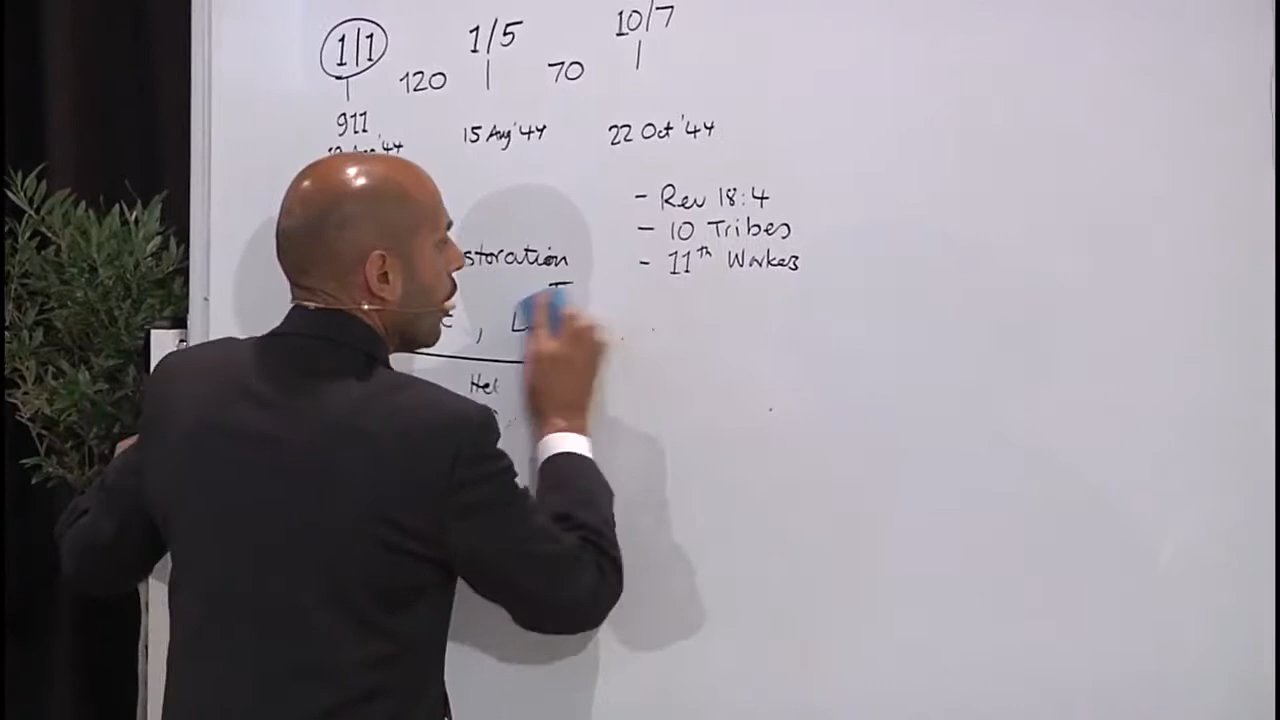 1/1 1/5 10/7
120 70
911 15 Aug '44 22 Oct '44
- Rev 18:4
- 10 Tribes
- 11th Workes
storation